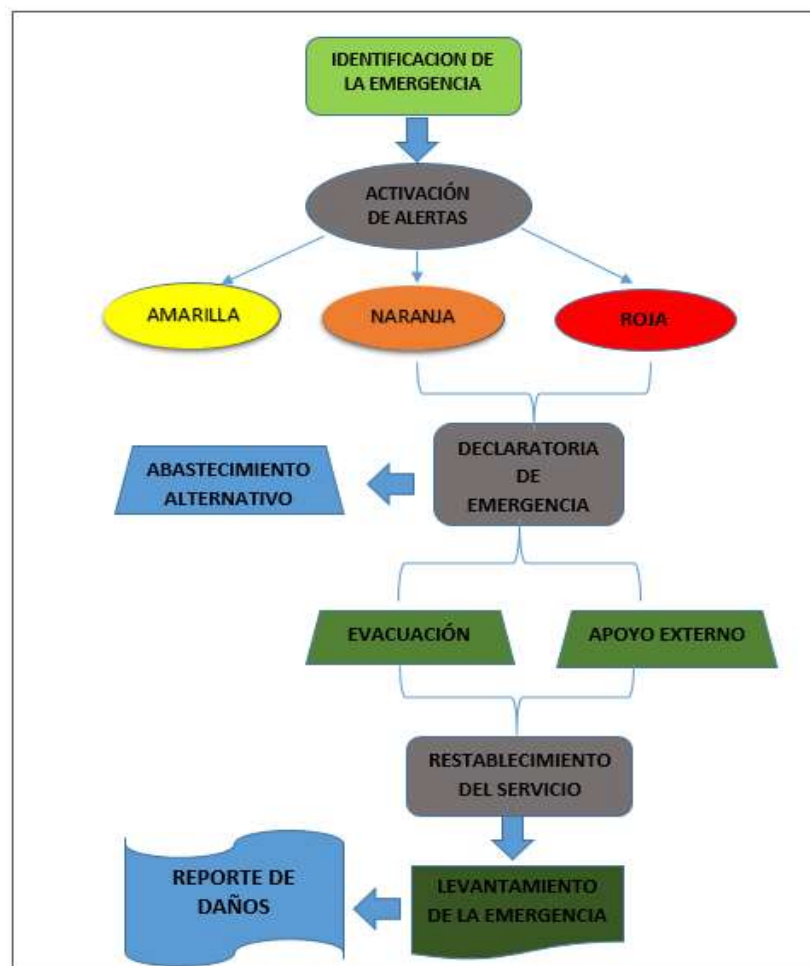 IDENTIFICACION DE
LA EMERGENCIA
ACTIVACIÓN
DE ALERTAS
AMARILLA
NARANJA
ROJA
DECLARATORIA
DE
EMERGENCIA
ABASTECIMIENTO
ALTERNATIVO
EVACUACIÓN
APOYO EXTERNO
RESTABLECIMIENTO
DEL SERVICIO
LEVANTAMIENTO
DE LA EMERGENCIA
REPORTE DE
DAÑOS